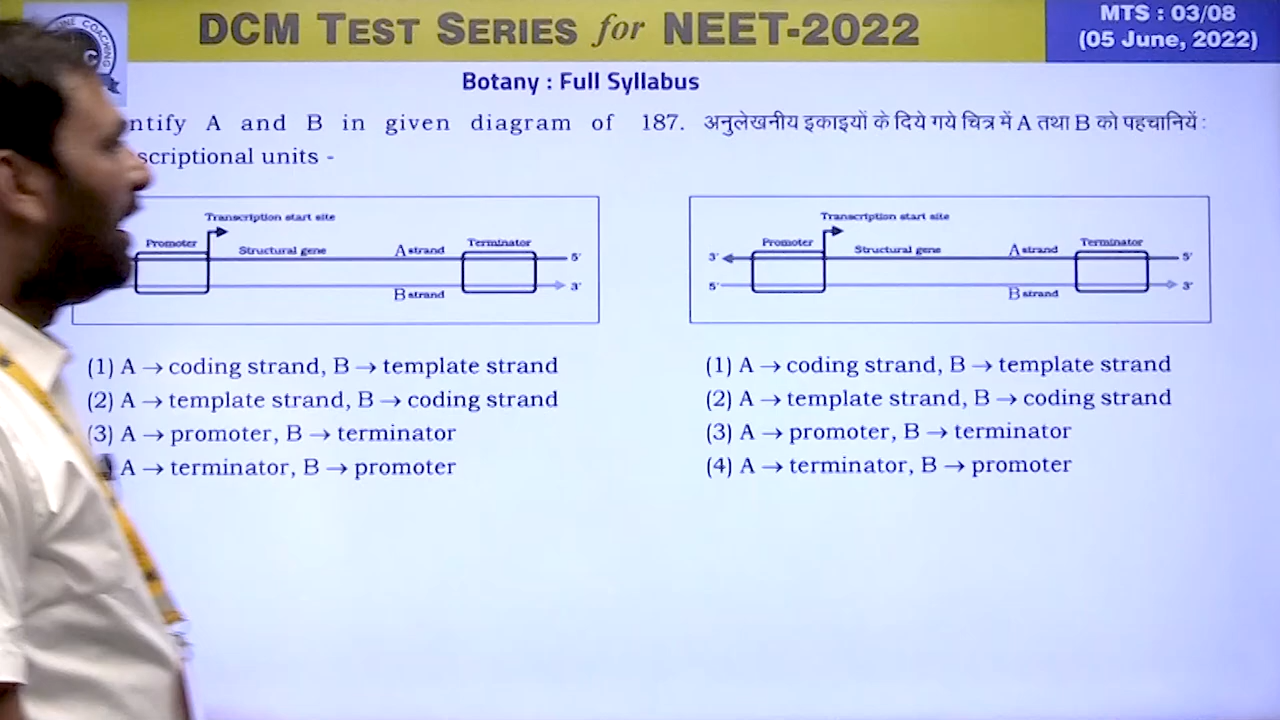 DCM TEST SERIES for NEET-2022
MTS : 03/08
(05 June, 2022)
COACHING
Botany : Full Syllabus
A and B in given diagram of
units -
Transcription start site
Promoter
Structural gene
A strand
Terminator
5'
3'
B strand
(1) A → coding strand, B → template strand
(2) A → template strand, B → coding strand
(3) A → promoter, B → terminator
A → terminator, B → promoter
187. अनुलेखनीय इकाइयों के दिये गये चित्र में A तथा B को पहचानियें :
Transcription start site
Promoter
Structural gene
A strand
Terminator
3'
5'
5'
3'
B strand
(1) A → coding strand, B → template strand
(2) A → template strand, B → coding strand
(3) A → promoter, B → terminator
(4) A → terminator, B → promoter